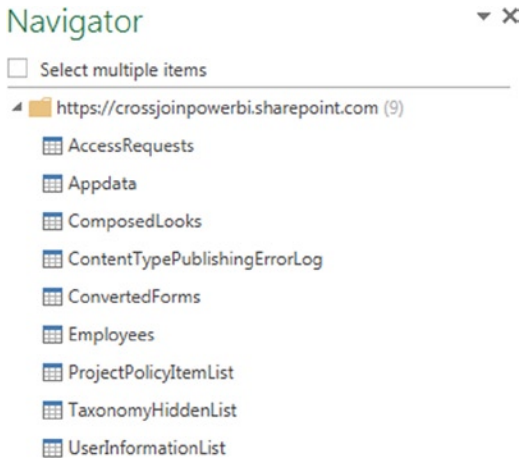 Navigator
Select multiple items
https://crossjoinpowerbi.sharepoint.com (9)
AccessRequests
Appdata
ComposedLooks
ContentTypePublishingErrorLog
ConvertedForms
Employees
ProjectPolicyItemList
TaxonomyHiddenList
UserInformationList